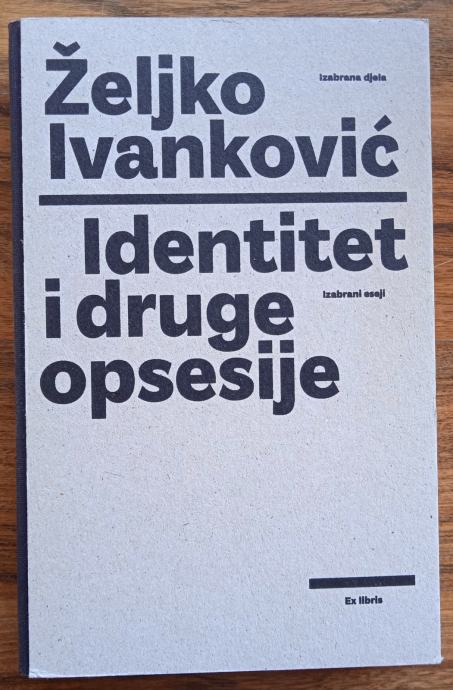 Željko
Izabrana djela
Ivanković
Identitet
i druge
Izabrani eseji
opsesije
Ex libris